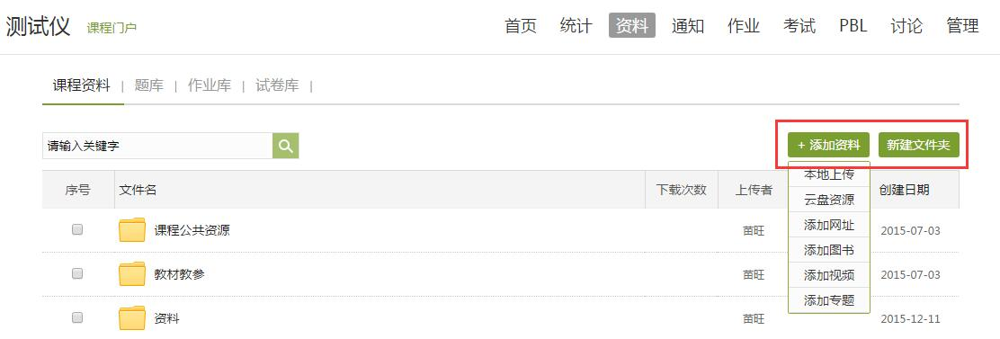 测试仪 课程门户 首页 统计 资料 通知 作业 考试 PBL 讨论 管理
课程资料 | 题库 | 作业库 | 试卷库 |
请输入关键字 + 添加资料 新建文件夹
本地上传
序号 文件名 下载次数 上传者 创建日期
云盘资源
课程公共资源 苗旺 添加网址 2015-07-03
添加图书
教材教参 苗旺 添加视频 2015-07-03
添加专题
资料 苗旺 2015-12-11